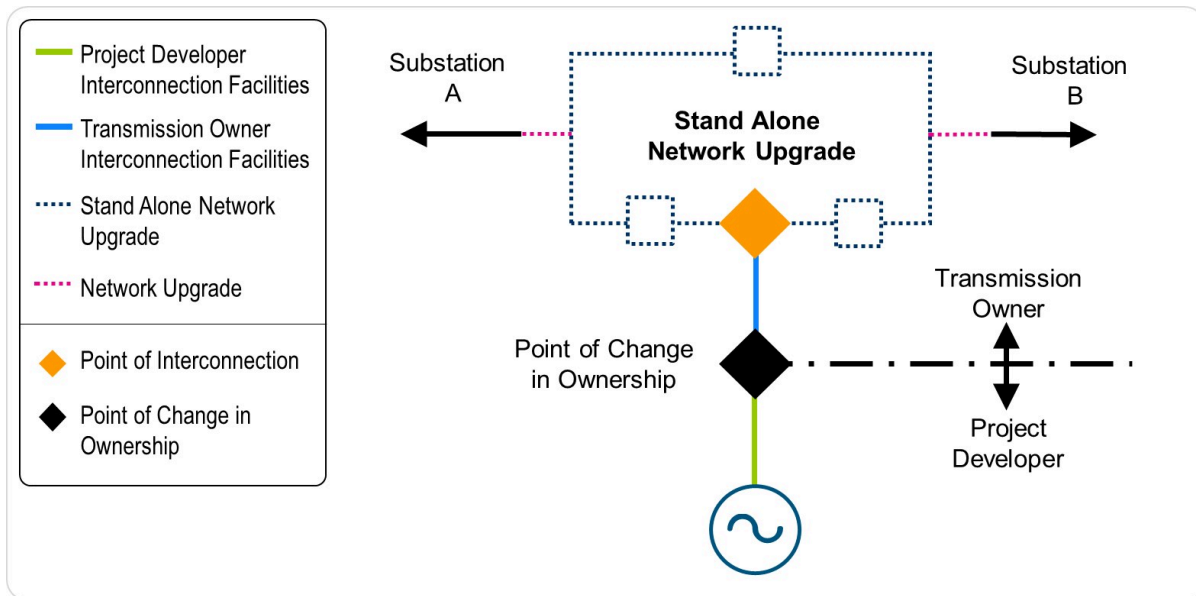 Project Developer
Interconnection Facilities
Transmission Owner
Interconnection Facilities
Stand Alone Network
Upgrade
Network Upgrade
Point of Interconnection
Point of Change in
Ownership
Substation
A
Substation
B
Stand Alone
Network Upgrade
Transmission
Owner
Point of Change
in Ownership
Project
Developer